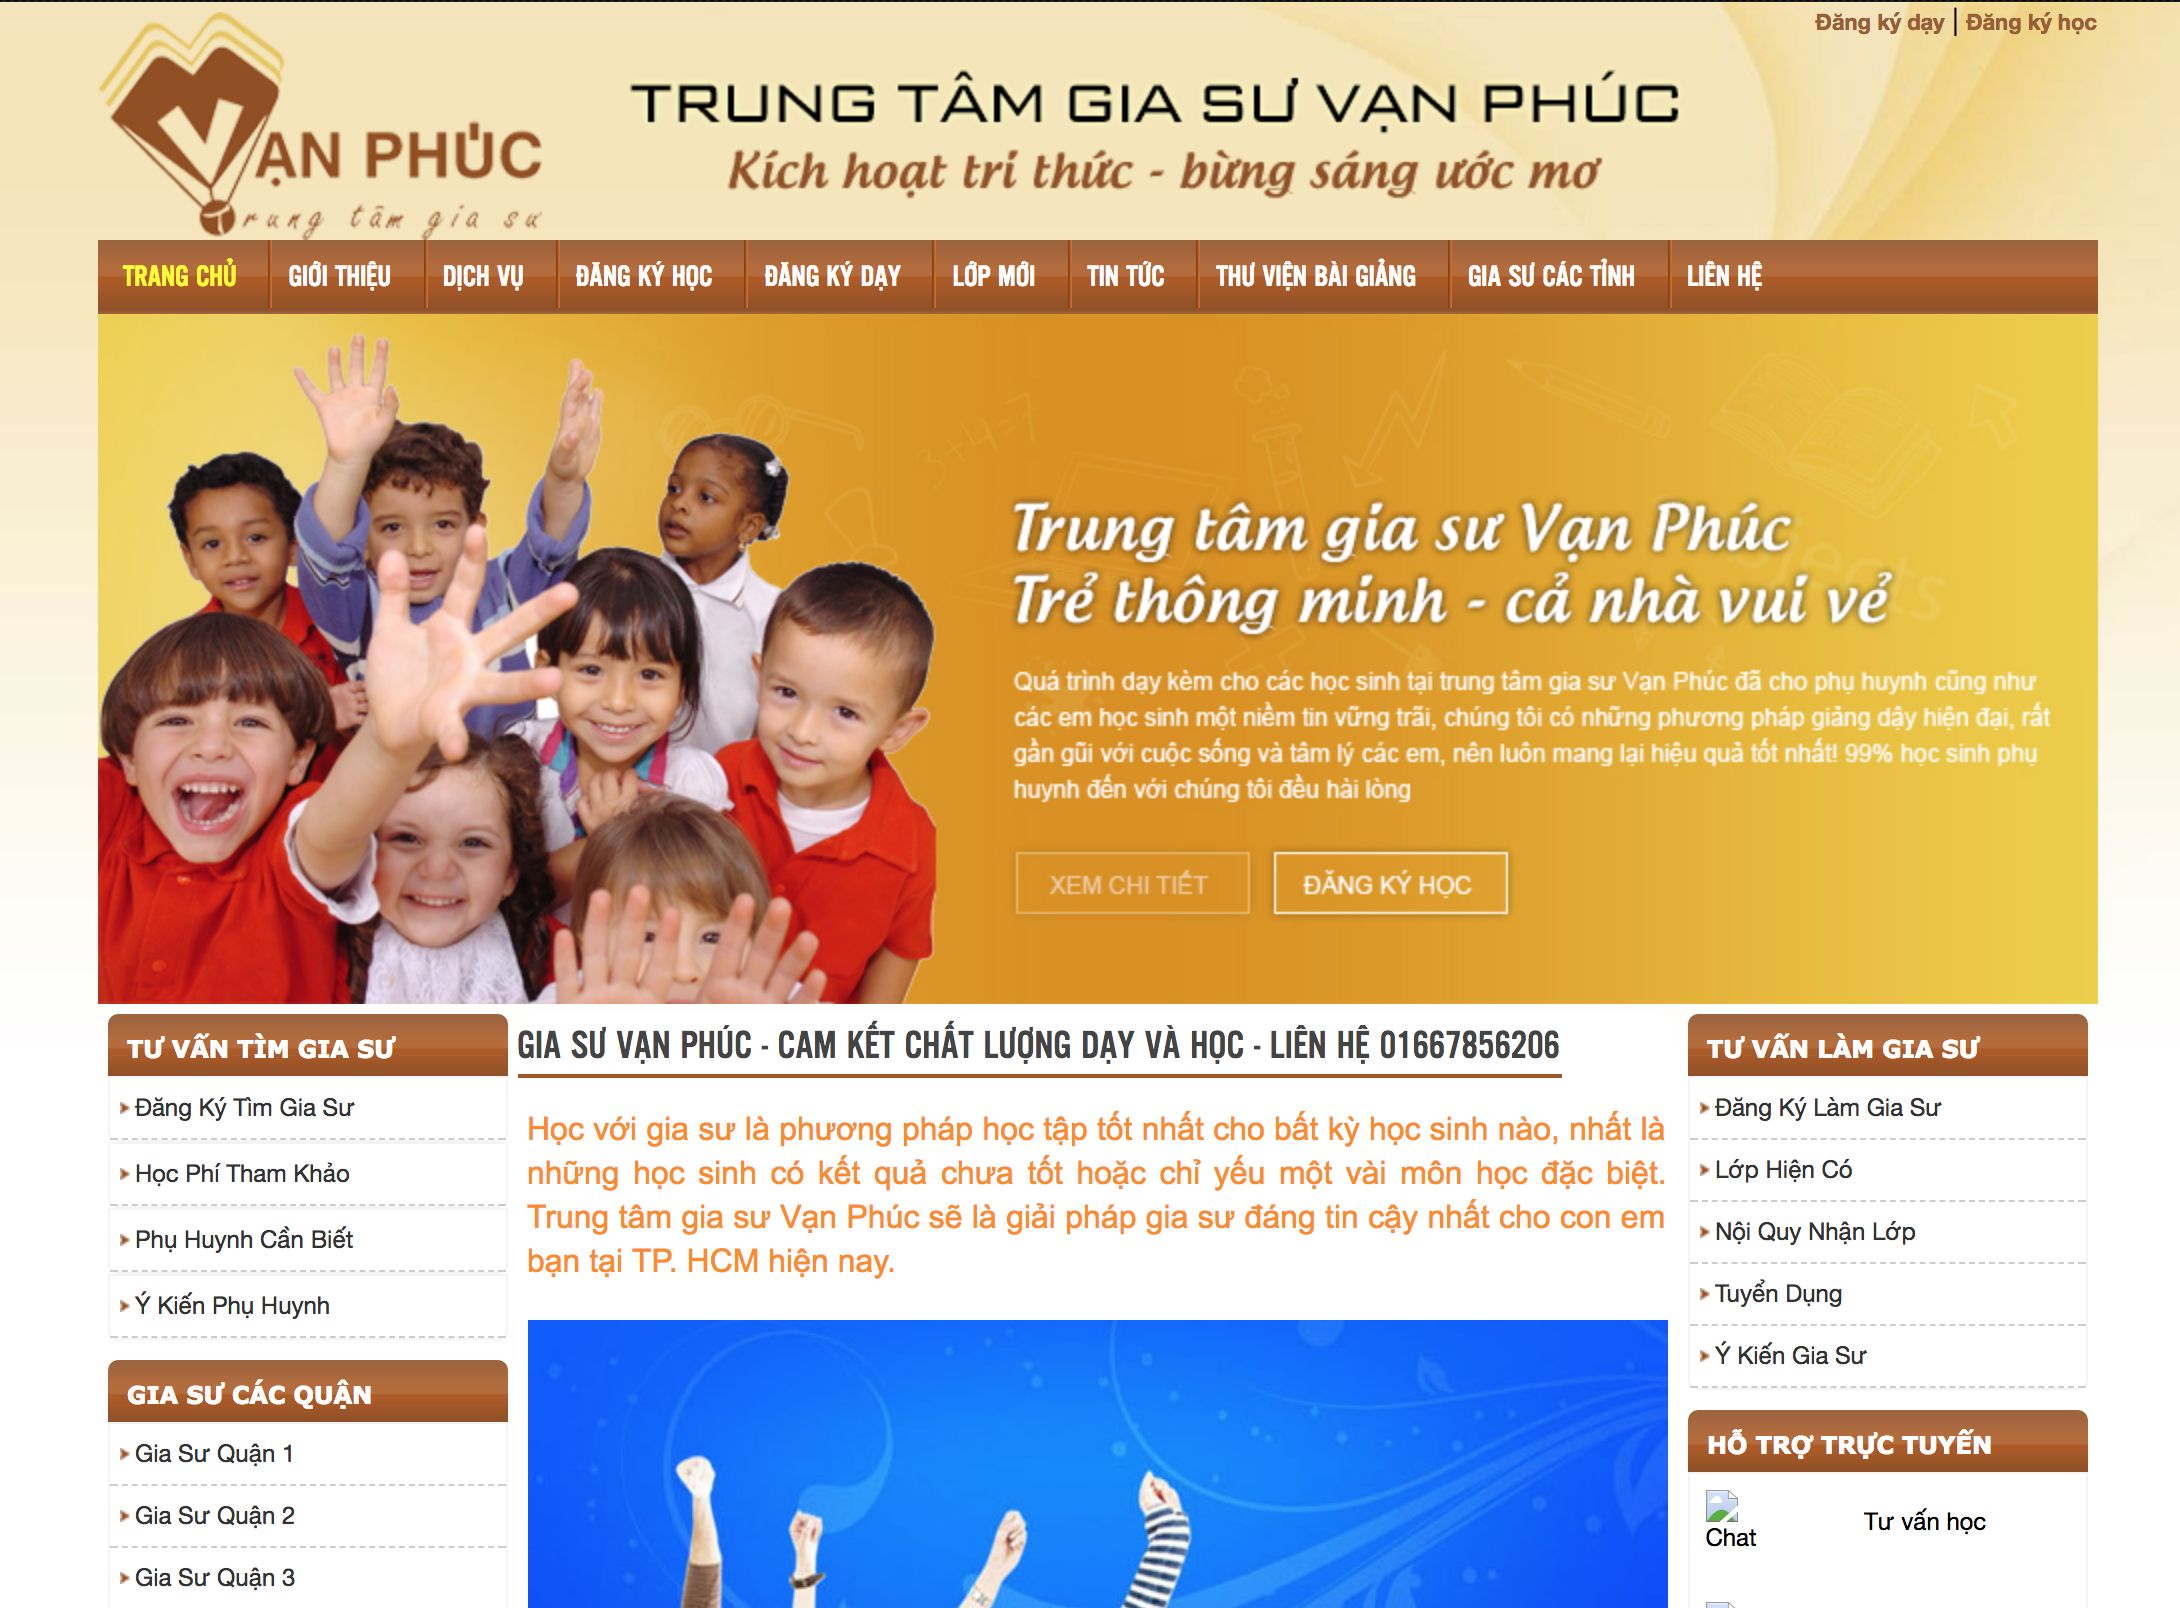 Đăng ký dạy | Đăng ký học
VẠN PHÚC
Trung tâm gia sư
TRUNG TÂM GIA SƯ VẠN PHÚC
Kích hoạt tri thức - bừng sáng ước mơ
TRANG CHỦ
GIỚI THIỆU
DỊCH VỤ
ĐĂNG KÝ HỌC
ĐĂNG KÝ DẠY
LỚP MỚI
TIN TỨC
THƯ VIỆN BÀI GIẢNG
GIA SƯ CÁC TỈNH
LIÊN HỆ
3+4=7
Trung tâm gia sư Vạn Phúc
Trẻ thông minh - cả nhà vui vẻ
Quá trình dạy kèm cho các học sinh tại trung tâm gia sư Vạn Phúc đã cho phụ huynh cũng như
các em học sinh một niềm tin vững trãi, chúng tôi có những phương pháp giảng dậy hiện đại, rất
gần gũi với cuộc sống và tâm lý các em, nên luôn mang lại hiệu quả tốt nhất! 99% học sinh phụ
huynh đến với chúng tôi đều hài lòng
XEM CHI TIẾT
ĐĂNG KÝ HỌC
TƯ VẤN TÌM GIA SƯ
Đăng Ký Tìm Gia Sư
Học Phí Tham Khảo
Phụ Huynh Cần Biết
Ý Kiến Phụ Huynh
GIA SƯ CÁC QUẬN
Gia Sư Quận 1
Gia Sư Quận 2
Gia Sư Quận 3
GIA SƯ VẠN PHÚC - CAM KẾT CHẤT LƯỢNG DẠY VÀ HỌC - LIÊN HỆ 01667856206
Học với gia sư là phương pháp học tập tốt nhất cho bất kỳ học sinh nào, nhất là
những học sinh có kết quả chưa tốt hoặc chỉ yếu một vài môn học đặc biệt.
Trung tâm gia sư Vạn Phúc sẽ là giải pháp gia sư đáng tin cậy nhất cho con em
bạn tại TP. HCM hiện nay.
TƯ VẤN LÀM GIA SƯ
Đăng Ký Làm Gia Sư
Lớp Hiện Có
Nội Quy Nhận Lớp
Tuyển Dụng
Ý Kiến Gia Sư
HỖ TRỢ TRỰC TUYẾN
Chat
Tư vấn học